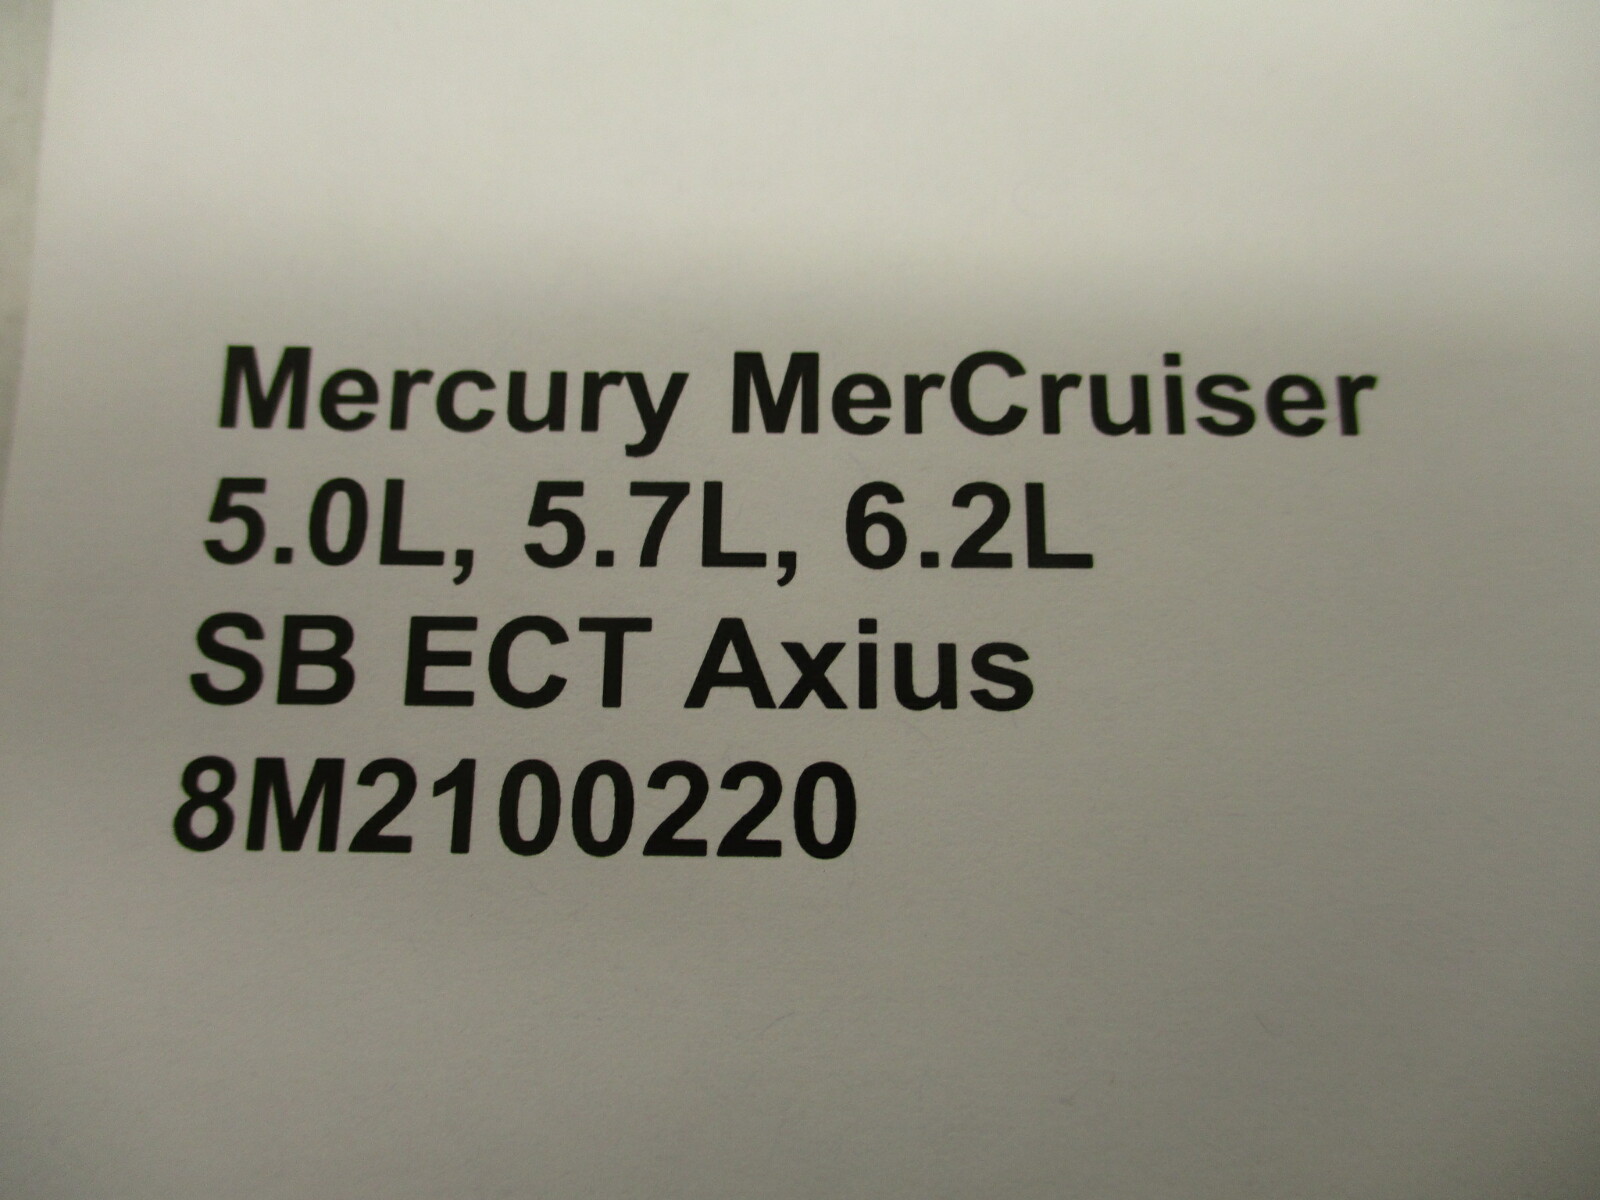 Mercury MerCruiser
5.0L, 5.7L, 6.2L
SB ECT Axius
8M2100220